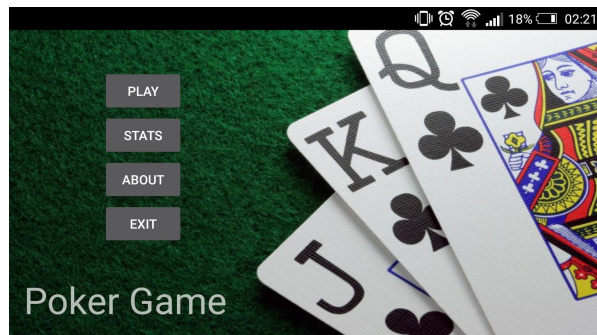 18% 02:21
PLAY
STATS
ABOUT
EXIT
Q
K
J
Poker Game